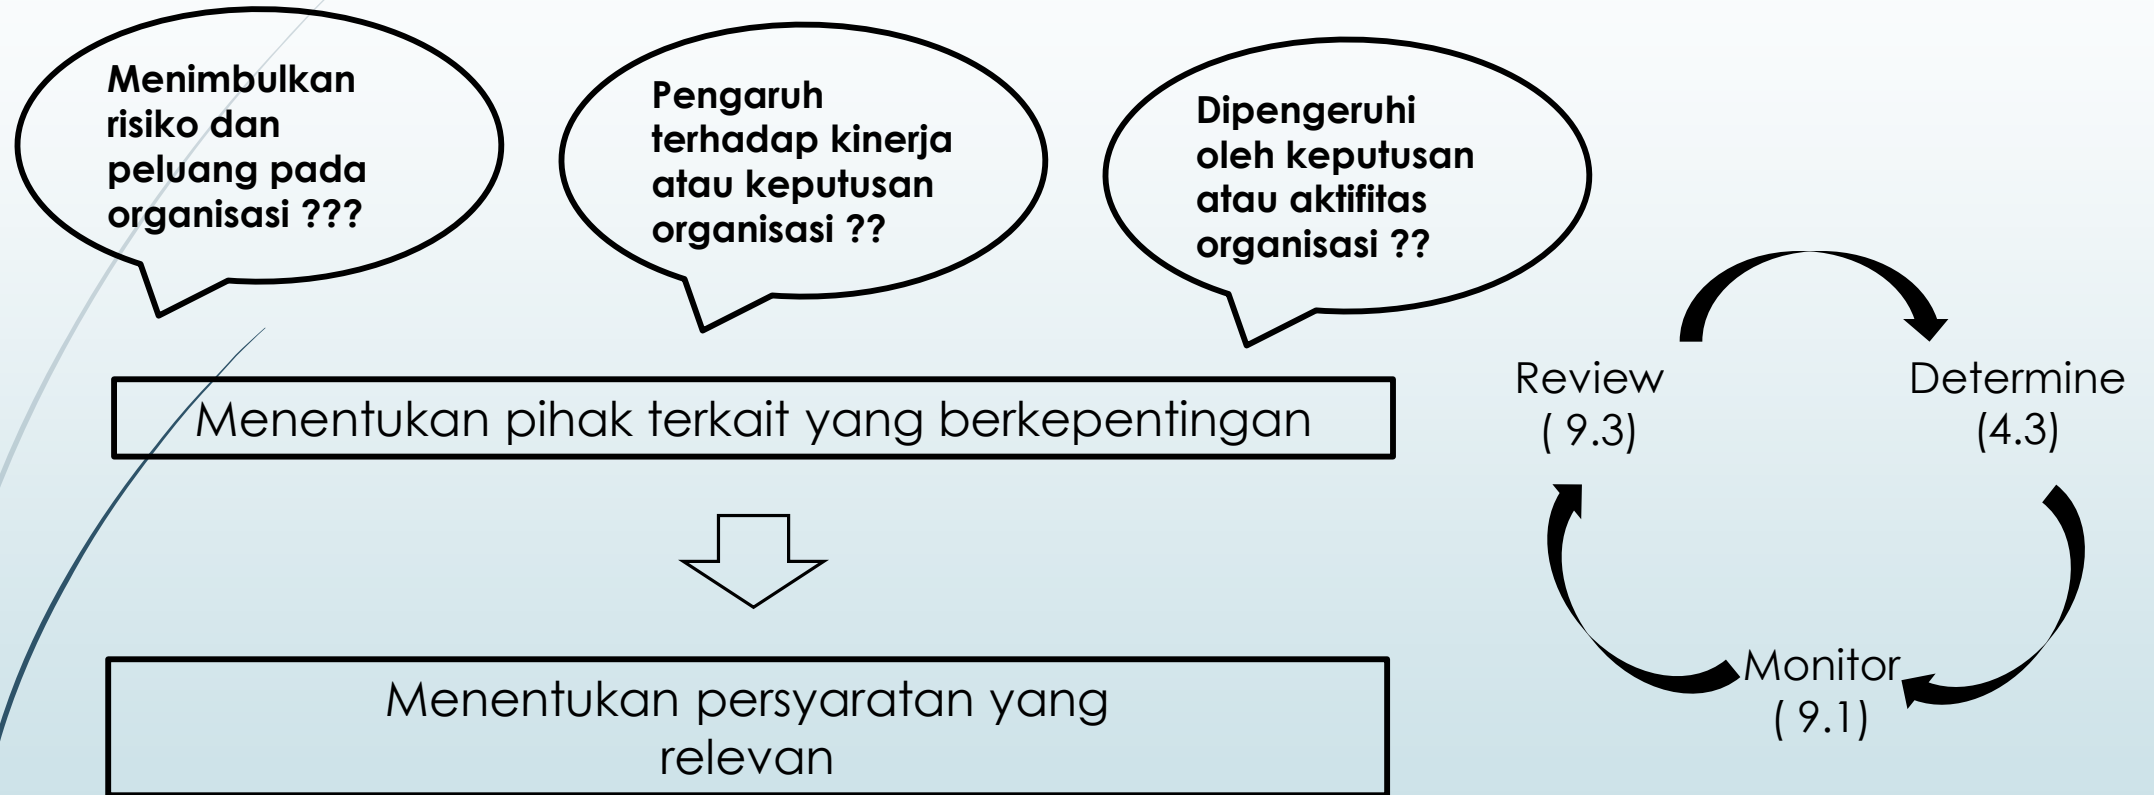 Menimbulkan
risiko dan
peluang pada
organisasi ???
Pengaruh
terhadap kinerja
atau keputusan
organisasi ??
Dipengeruhi
oleh keputusan
atau aktifitas
organisasi ??
Menentukan pihak terkait yang berkepentingan
Menentukan persyaratan yang
relevan
Review
( 9.3)
Determine
(4.3)
Monitor
( 9.1)